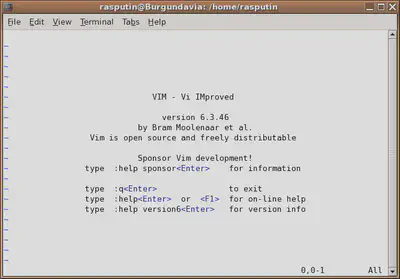 rasputin@Burgundavia: /home/rasputin
File Edit View Terminal Tabs Help
~
~
~
~
~
~ VIM - Vi IMproved
~
~ version 6.3.46
~ by Bram Moolenaar et al.
~ Vim is open source and freely distributable
~
~ Sponsor Vim development!
~ type :help sponsor<Enter> for information
~
~ type :q<Enter> to exit
~ type :help<Enter> or <F1> for on-line help
~ type :help version6<Enter> for version info
~
~
~
~
~
0,0-1 All